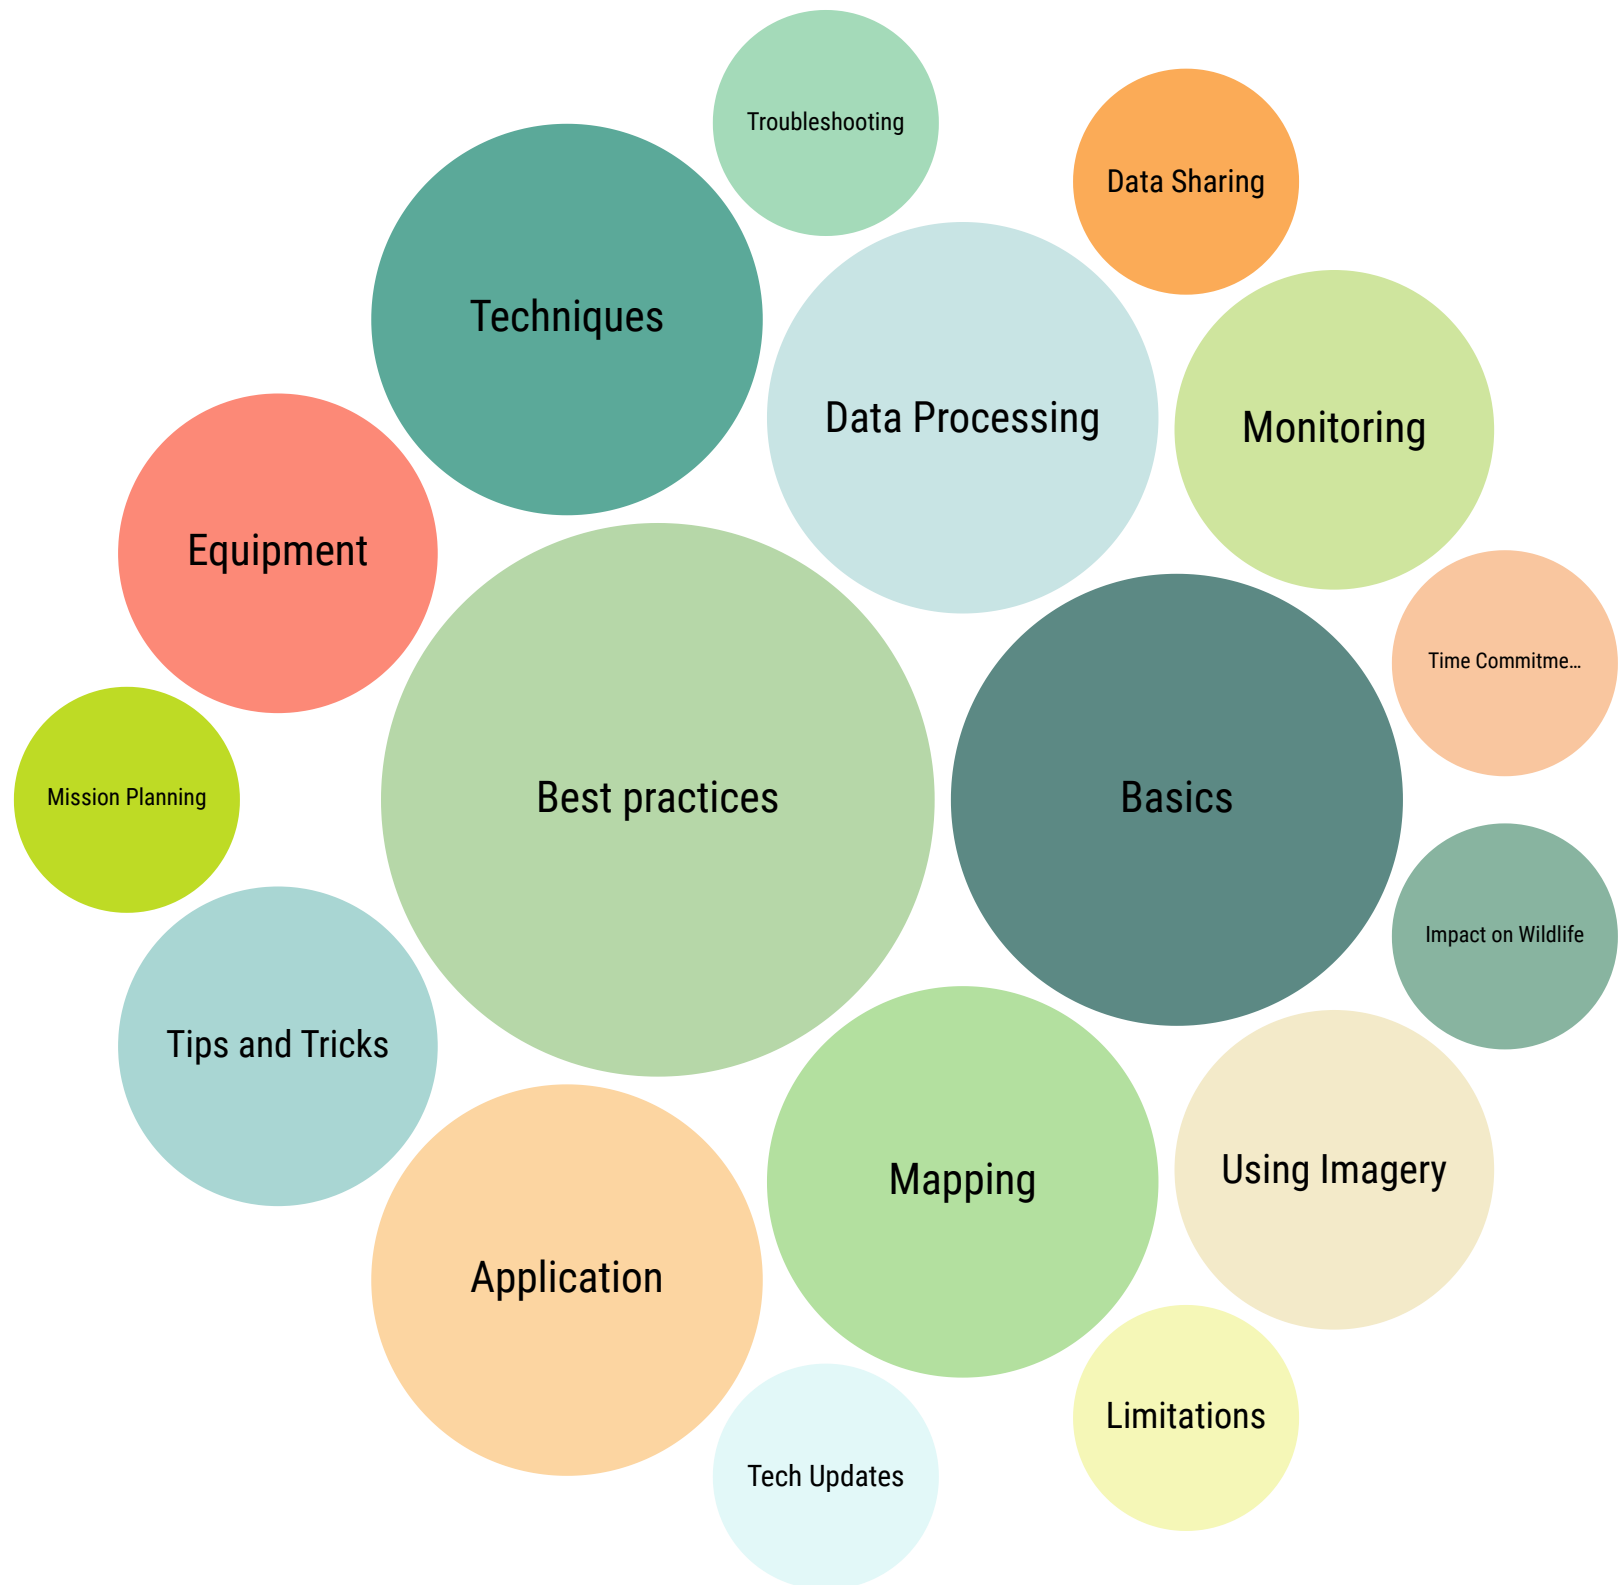 Troubleshooting
Data Sharing
Techniques
Data Processing
Monitoring
Equipment
Time Commitme...
Mission Planning
Best practices
Basics
Impact on Wildlife
Tips and Tricks
Using Imagery
Mapping
Application
Limitations
Tech Updates